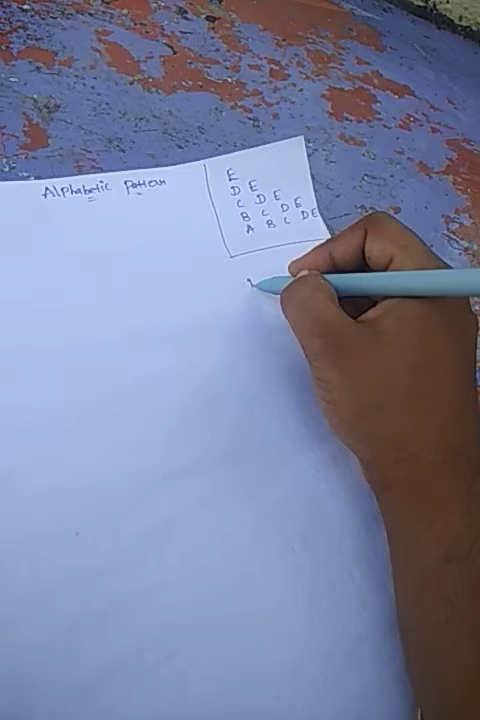 Alphabetic Pattern
E
D E
C D E
B C D E
A B C D E